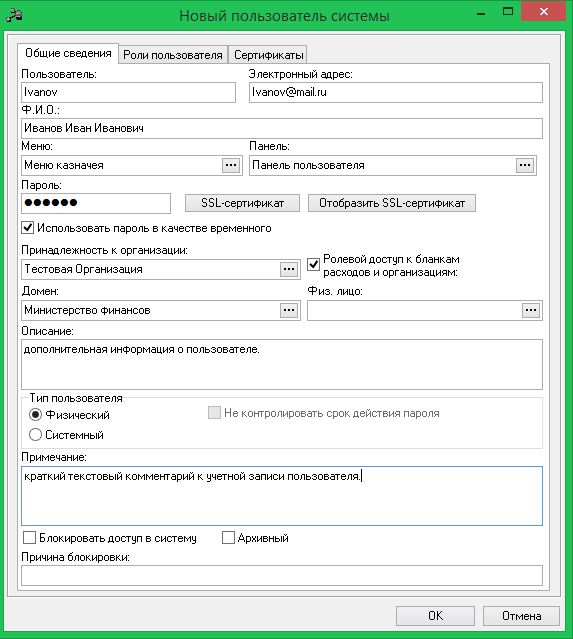 Новый пользователь системы
Общие сведения Роли пользователя Сертификаты
Пользователь: Электронный адрес:
Ivanov Ivanov@mail.ru
Ф.И.О.:
Иванов Иван Иванович
Меню: Панель:
Меню казначея ... Панель пользователя ...
Пароль:
●●●●●● SSL-сертификат Отобразить SSL-сертификат
Использовать пароль в качестве временного
Принадлежность к организации:
Тестовая Организация ...
Ролевой доступ к бланкам
расходов и организациям:
Домен: Физ. лицо:
Министерство финансов ... ...
Описание:
дополнительная информация о пользователе.
Тип пользователя
Физический Не контролировать срок действия пароля
Системный
Примечание:
краткий текстовый комментарий к учетной записи пользователя.
Блокировать доступ в систему Архивный
Причина блокировки:
OK Отмена